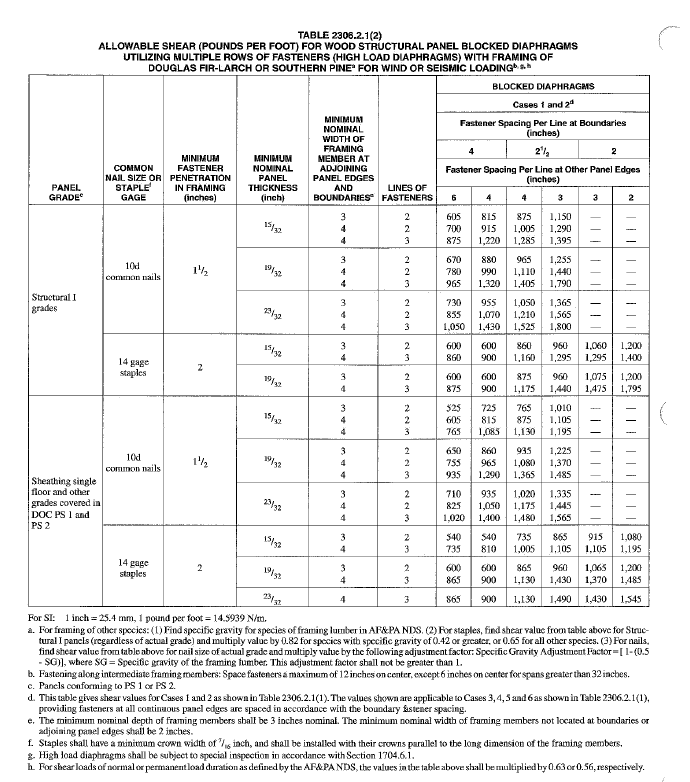 TABLE 2306.2.1(2)
ALLOWABLE SHEAR (POUNDS PER FOOT) FOR WOOD STRUCTURAL PANEL BLOCKED DIAPHRAGMS
UTILIZING MULTIPLE ROWS OF FASTENERS (HIGH LOAD DIAPHRAGMS) WITH FRAMING OF
DOUGLAS FIR-LARCH OR SOUTHERN PINEᵃ FOR WIND OR SEISMIC LOADINGᵇ, ᵍ, ʰ
PANEL GRADEᶜ
COMMON NAIL SIZE OR STAPLEᶠ GAGE
MINIMUM FASTENER PENETRATION IN FRAMING (inches)
MINIMUM NOMINAL PANEL THICKNESS (inch)
MINIMUM NOMINAL WIDTH OF FRAMING MEMBER AT ADJOINING PANEL EDGES AND BOUNDARIESᵉ
LINES OF FASTENERS
BLOCKED DIAPHRAGMS
Cases 1 and 2ᵈ
Fastener Spacing Per Line at Boundaries
(inches)
4 2 1/2 2
Fastener Spacing Per Line at Other Panel Edges
(inches)
6 4 4 3 3 2
Structural I grades
10d common nails
1 1/2
15/32
3 2 605 815 875 1,150 — —
4 2 700 915 1,005 1,290 — —
4 3 875 1,220 1,285 1,395 — —
19/32
3 2 670 880 965 1,255 — —
4 2 780 990 1,110 1,440 — —
4 3 965 1,320 1,405 1,790 — —
23/32
3 2 730 955 1,050 1,365 — —
4 2 855 1,070 1,210 1,565 — —
4 3 1,050 1,430 1,525 1,800 — —
14 gage staples
2
15/32
3 2 600 600 860 960 1,060 1,200
4 3 860 900 1,160 1,295 1,295 1,400
19/32
3 2 600 600 875 960 1,075 1,200
4 3 875 900 1,175 1,440 1,475 1,795
Sheathing single floor and other grades covered in DOC PS 1 and PS 2
10d common nails
1 1/2
15/32
3 2 525 725 765 1,010 — —
4 2 605 815 875 1,105 — —
4 3 765 1,085 1,130 1,195 — —
19/32
3 2 650 860 935 1,225 — —
4 2 755 965 1,080 1,370 — —
4 3 935 1,290 1,365 1,485 — —
23/32
3 2 710 935 1,020 1,335 — —
4 2 825 1,050 1,175 1,445 — —
4 3 1,020 1,400 1,480 1,565 — —
14 gage staples
2
15/32
3 2 540 540 735 865 915 1,080
4 3 735 810 1,005 1,105 1,105 1,195
19/32
3 2 600 600 865 960 1,065 1,200
4 3 865 900 1,130 1,430 1,370 1,485
23/32
4 3 865 900 1,130 1,490 1,430 1,545
For SI: 1 inch = 25.4 mm, 1 pound per foot = 14.5939 N/m.
a. For framing of other species: (1) Find specific gravity for species of framing lumber in AF&PA NDS. (2) For staples, find shear value from table above for Struc-
tural I panels (regardless of actual grade) and multiply value by 0.82 for species with specific gravity of 0.42 or greater, or 0.65 for all other species. (3) For nails,
find shear value from table above for nail size of actual grade and multiply value by the following adjustment factor: Specific Gravity Adjustment Factor = [ 1-(0.5
- SG)], where SG = Specific gravity of the framing lumber. This adjustment factor shall not be greater than 1.
b. Fastening along intermediate framing members: Space fasteners a maximum of 12 inches on center, except 6 inches on center for spans greater than 32 inches.
c. Panels conforming to PS 1 or PS 2.
d. This table gives shear values for Cases 1 and 2 as shown in Table 2306.2.1(1). The values shown are applicable to Cases 3, 4, 5 and 6 as shown in Table 2306.2.1(1),
providing fasteners at all continuous panel edges are spaced in accordance with the boundary fastener spacing.
e. The minimum nominal depth of framing members shall be 3 inches nominal. The minimum nominal width of framing members not located at boundaries or
adjoining panel edges shall be 2 inches.
f. Staples shall have a minimum crown width of 7/16 inch, and shall be installed with their crowns parallel to the long dimension of the framing members.
g. High load diaphragms shall be subject to special inspection in accordance with Section 1704.6.1.
h. For shear loads of normal or permanent load duration as defined by the AF&PA NDS, the values in the table above shall be multiplied by 0.63 or 0.56, respectively.